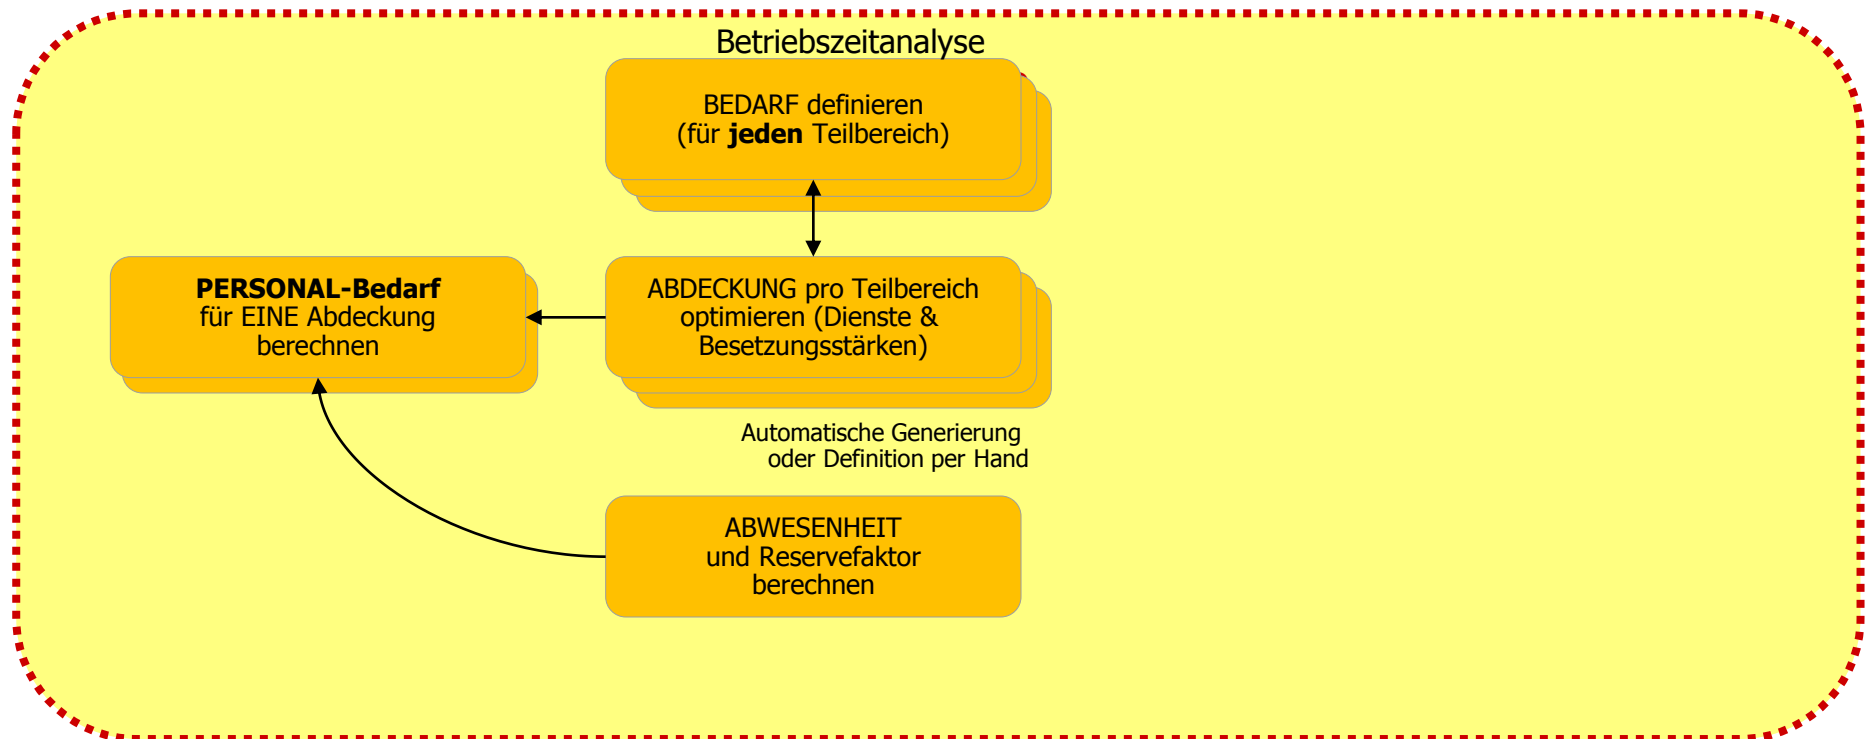 Betriebszeitanalyse
BEDARF definieren
(für jeden Teilbereich)
PERSONAL-Bedarf
für EINE Abdeckung
berechnen
ABDECKUNG pro Teilbereich
optimieren (Dienste &
Besetzungsstärken)
Automatische Generierung
oder Definition per Hand
ABWESENHEIT
und Reservefaktor
berechnen